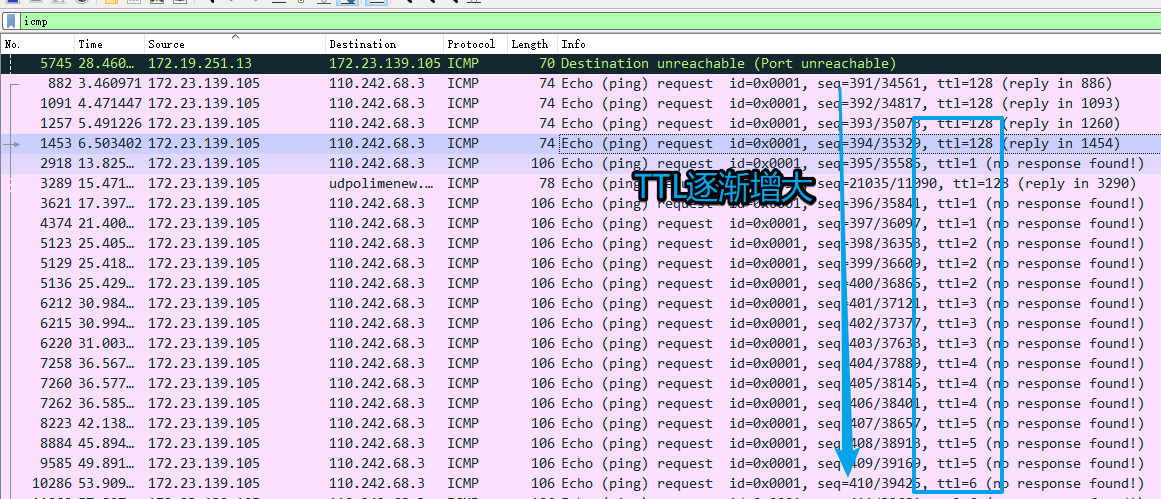 icmp
No. Time Source Destination Protocol Length Info
5745 28.460… 172.19.251.13 172.23.139.105 ICMP 70 Destination unreachable (Port unreachable)
882 3.460971 172.23.139.105 110.242.68.3 ICMP 74 Echo (ping) request id=0x0001, seq=391/34561, ttl=128 (reply in 886)
1091 4.471447 172.23.139.105 110.242.68.3 ICMP 74 Echo (ping) request id=0x0001, seq=392/34817, ttl=128 (reply in 1093)
1257 5.491226 172.23.139.105 110.242.68.3 ICMP 74 Echo (ping) request id=0x0001, seq=393/35073, ttl=128 (reply in 1260)
1453 6.503402 172.23.139.105 110.242.68.3 ICMP 74 Echo (ping) request id=0x0001, seq=394/35329, ttl=128 (reply in 1454)
2918 13.825… 172.23.139.105 110.242.68.3 ICMP 106 Echo (ping) request id=0x0001, seq=395/35585, ttl=1 (no response found!)
3289 15.471… 172.23.139.105 udpolimenew.… ICMP 78 Echo (ping) request id=0x0001, seq=21035/11090, ttl=128 (reply in 3290)
TTL逐渐增大
3621 17.397… 172.23.139.105 110.242.68.3 ICMP 106 Echo (ping) request id=0x0001, seq=396/35841, ttl=1 (no response found!)
4374 21.400… 172.23.139.105 110.242.68.3 ICMP 106 Echo (ping) request id=0x0001, seq=397/36097, ttl=1 (no response found!)
5123 25.405… 172.23.139.105 110.242.68.3 ICMP 106 Echo (ping) request id=0x0001, seq=398/36353, ttl=2 (no response found!)
5129 25.418… 172.23.139.105 110.242.68.3 ICMP 106 Echo (ping) request id=0x0001, seq=399/36609, ttl=2 (no response found!)
5136 25.429… 172.23.139.105 110.242.68.3 ICMP 106 Echo (ping) request id=0x0001, seq=400/36865, ttl=2 (no response found!)
6212 30.984… 172.23.139.105 110.242.68.3 ICMP 106 Echo (ping) request id=0x0001, seq=401/37121, ttl=3 (no response found!)
6215 30.994… 172.23.139.105 110.242.68.3 ICMP 106 Echo (ping) request id=0x0001, seq=402/37377, ttl=3 (no response found!)
6220 31.003… 172.23.139.105 110.242.68.3 ICMP 106 Echo (ping) request id=0x0001, seq=403/37633, ttl=3 (no response found!)
7258 36.567… 172.23.139.105 110.242.68.3 ICMP 106 Echo (ping) request id=0x0001, seq=404/37889, ttl=4 (no response found!)
7260 36.577… 172.23.139.105 110.242.68.3 ICMP 106 Echo (ping) request id=0x0001, seq=405/38145, ttl=4 (no response found!)
7262 36.585… 172.23.139.105 110.242.68.3 ICMP 106 Echo (ping) request id=0x0001, seq=406/38401, ttl=4 (no response found!)
8223 42.138… 172.23.139.105 110.242.68.3 ICMP 106 Echo (ping) request id=0x0001, seq=407/38657, ttl=5 (no response found!)
8884 45.894… 172.23.139.105 110.242.68.3 ICMP 106 Echo (ping) request id=0x0001, seq=408/38913, ttl=5 (no response found!)
9585 49.891… 172.23.139.105 110.242.68.3 ICMP 106 Echo (ping) request id=0x0001, seq=409/39169, ttl=5 (no response found!)
10286 53.909… 172.23.139.105 110.242.68.3 ICMP 106 Echo (ping) request id=0x0001, seq=410/39425, ttl=6 (no response found!)